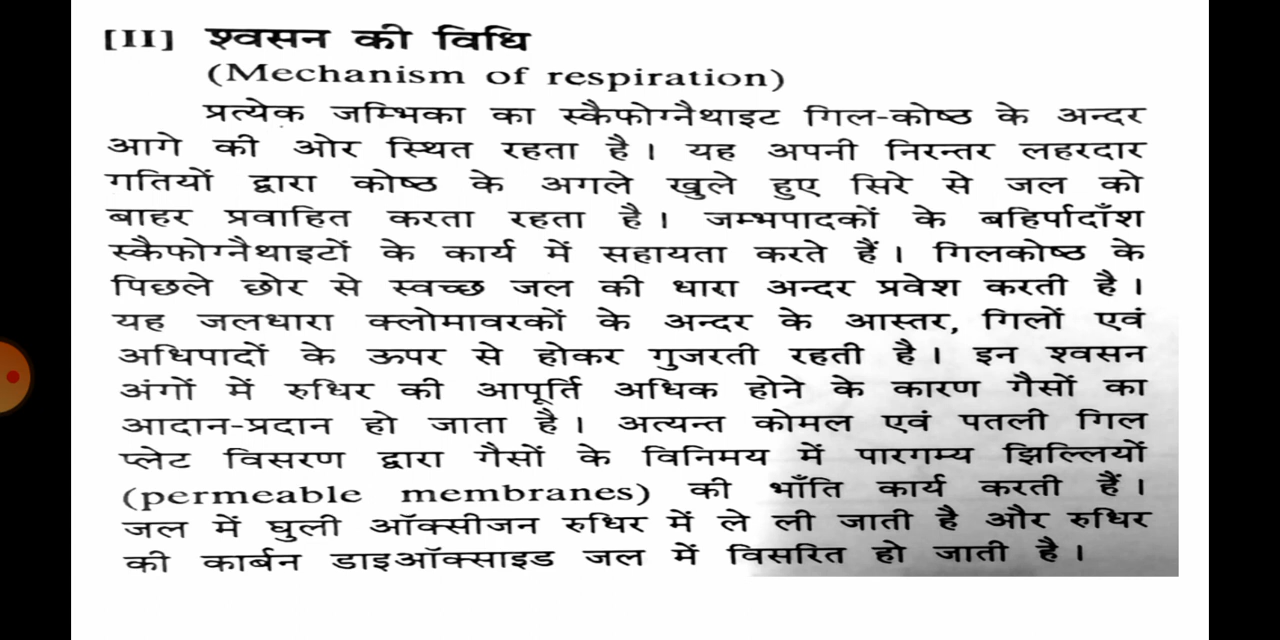 [II] श्वसन की विधि
(Mechanism of respiration)
प्रत्येक जम्भिका का स्कैफोग्नैथाइट गिल-कोष्ठ के अन्दर
आगे की ओर स्थित रहता है। यह अपनी निरन्तर लहरदार
गतियों द्वारा कोष्ठ के अगले खुले हुए सिरे से जल को
बाहर प्रवाहित करता रहता है। जम्भपादकों के बहिर्पादाँश
स्कैफोग्नैथाइटों के कार्य में सहायता करते हैं। गिलकोष्ठ के
पिछले छोर से स्वच्छ जल की धारा अन्दर प्रवेश करती है।
यह जलधारा क्लोमावरकों के अन्दर के आस्तर, गिलों एवं
अधिपादों के ऊपर से होकर गुजरती रहती है। इन श्वसन
अंगों में रुधिर की आपूर्ति अधिक होने के कारण गैसों का
आदान-प्रदान हो जाता है। अत्यन्त कोमल एवं पतली गिल
प्लेट विसरण द्वारा गैसों के विनिमय में पारगम्य झिल्लियों
(permeable membranes) की भाँति कार्य करती हैं।
जल में घुली ऑक्सीजन रुधिर में ले ली जाती है और रुधिर
की कार्बन डाइऑक्साइड जल में विसरित हो जाती है।